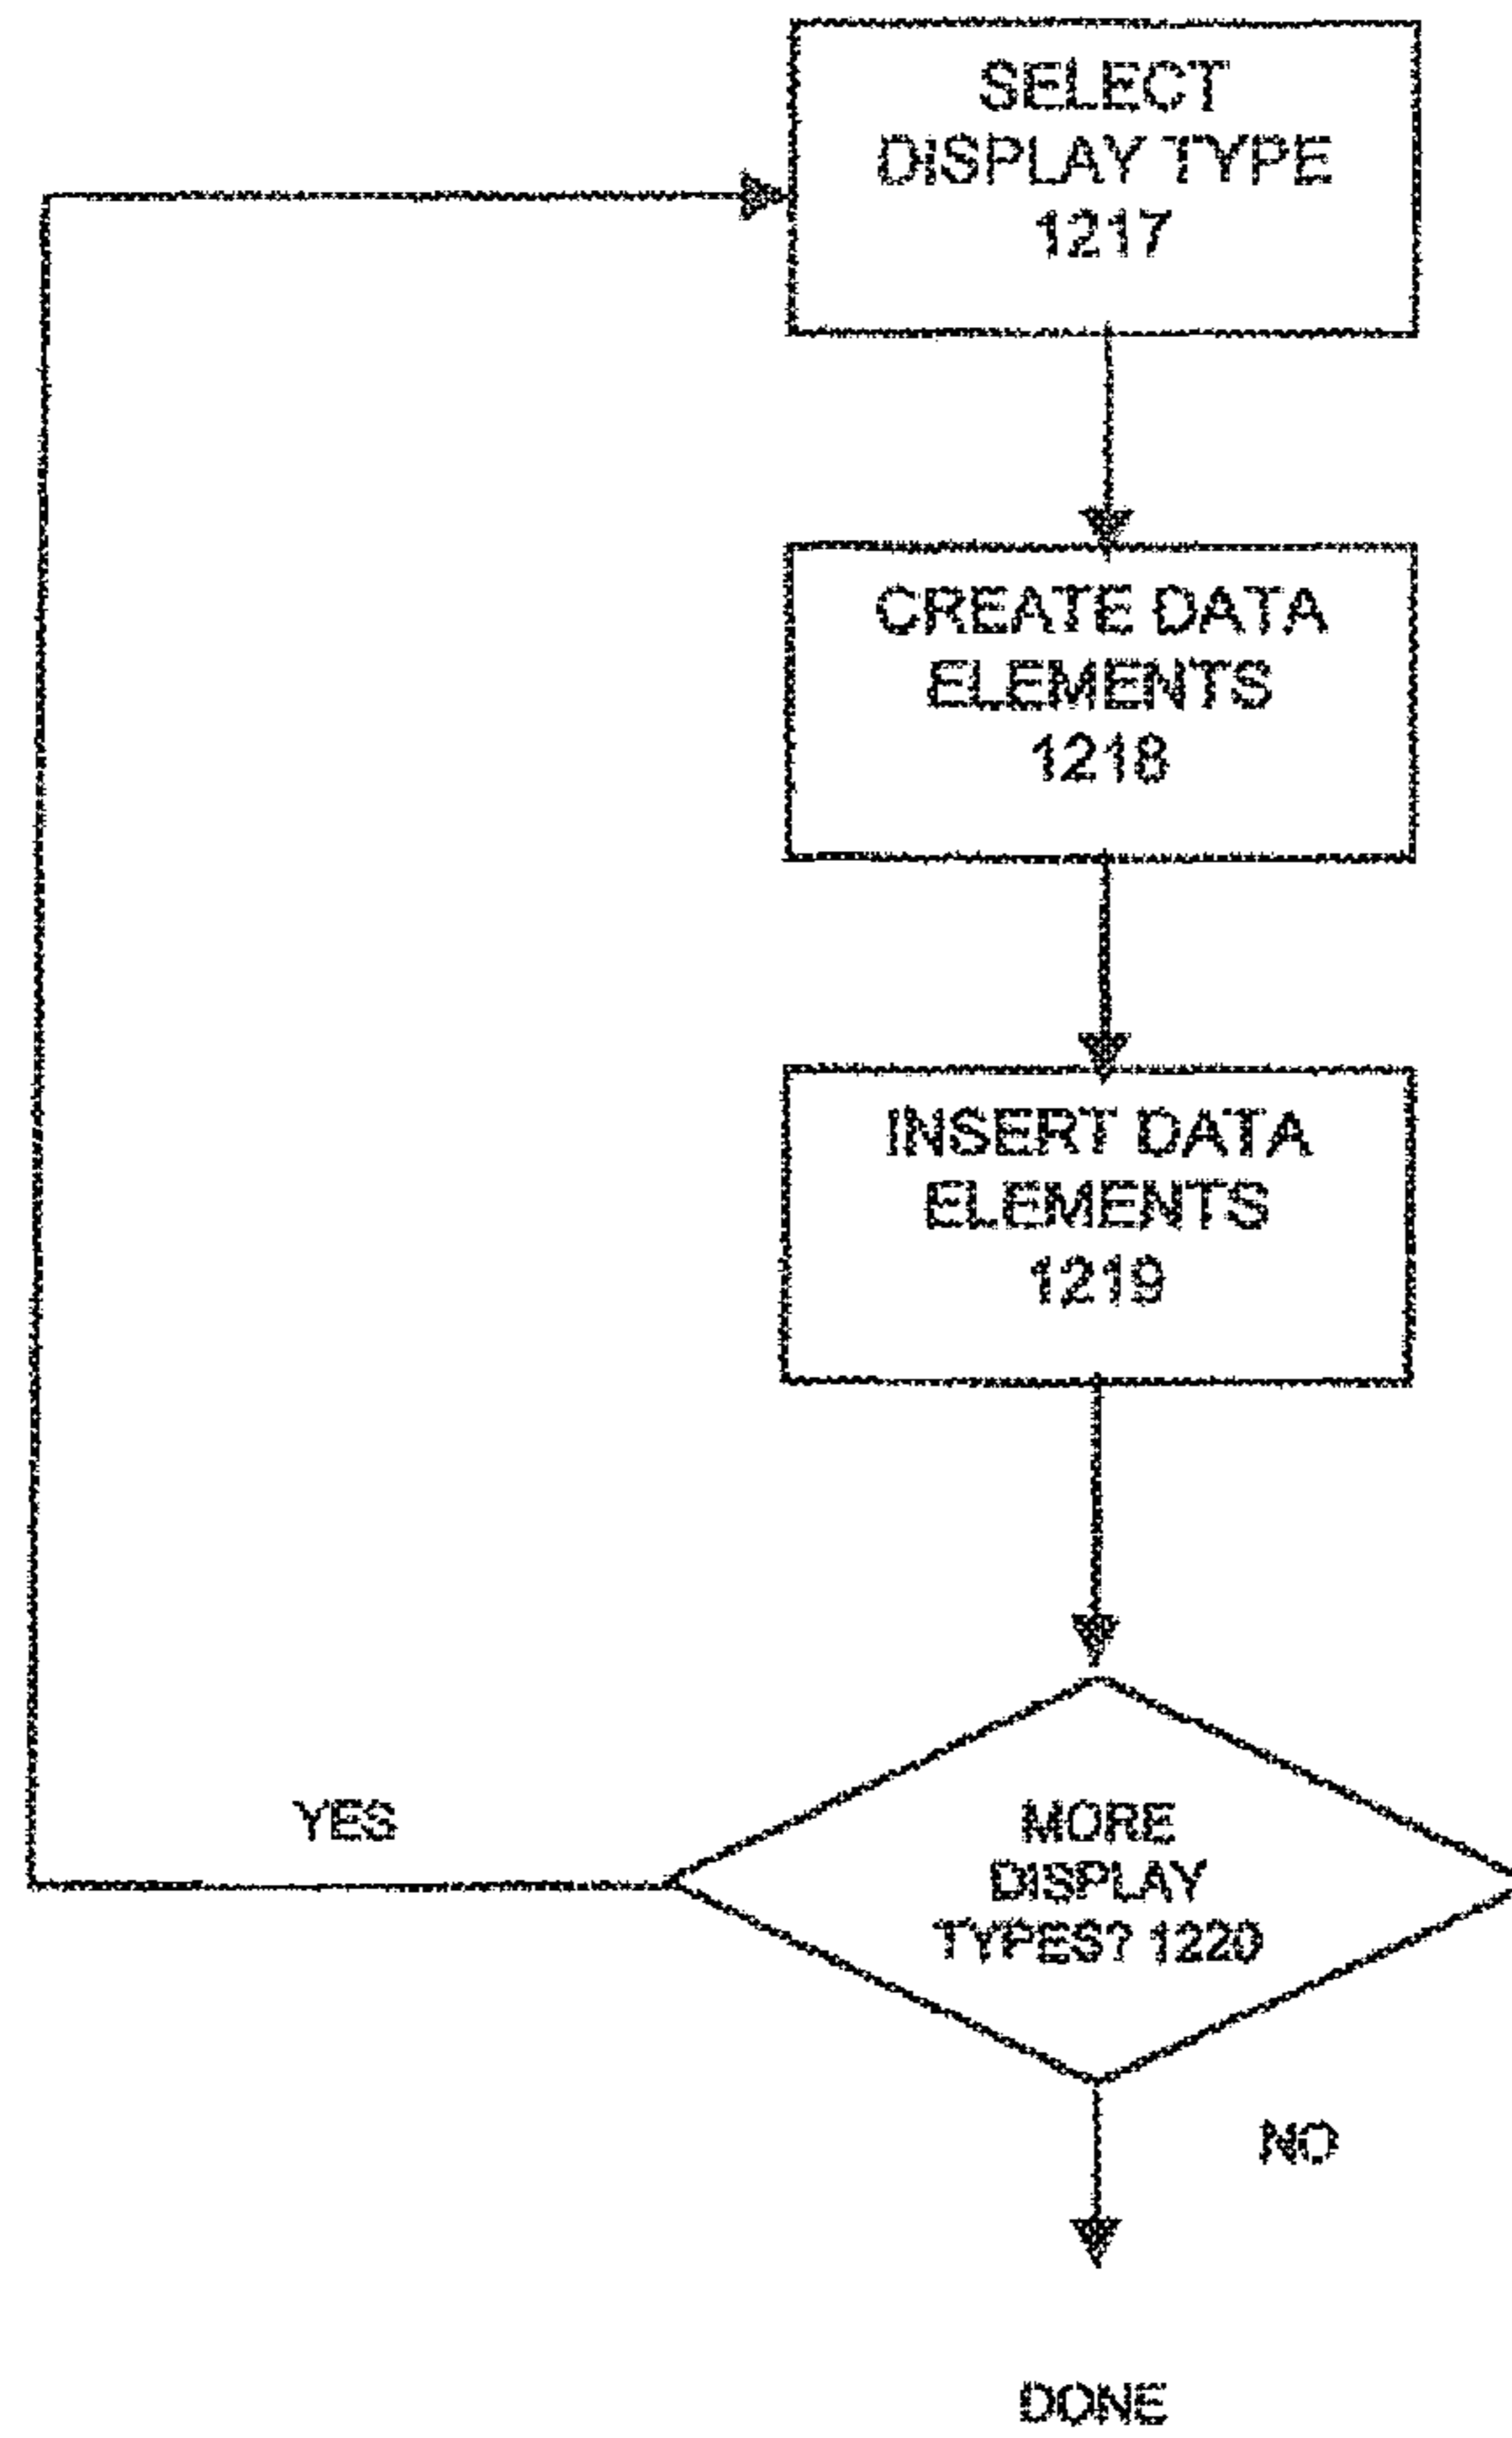 SELECT
DISPLAY TYPE
1217
CREATE DATA
ELEMENTS
1218
INSERT DATA
ELEMENTS
1219
YES
MORE
DISPLAY
TYPES? 1220
NO
DONE